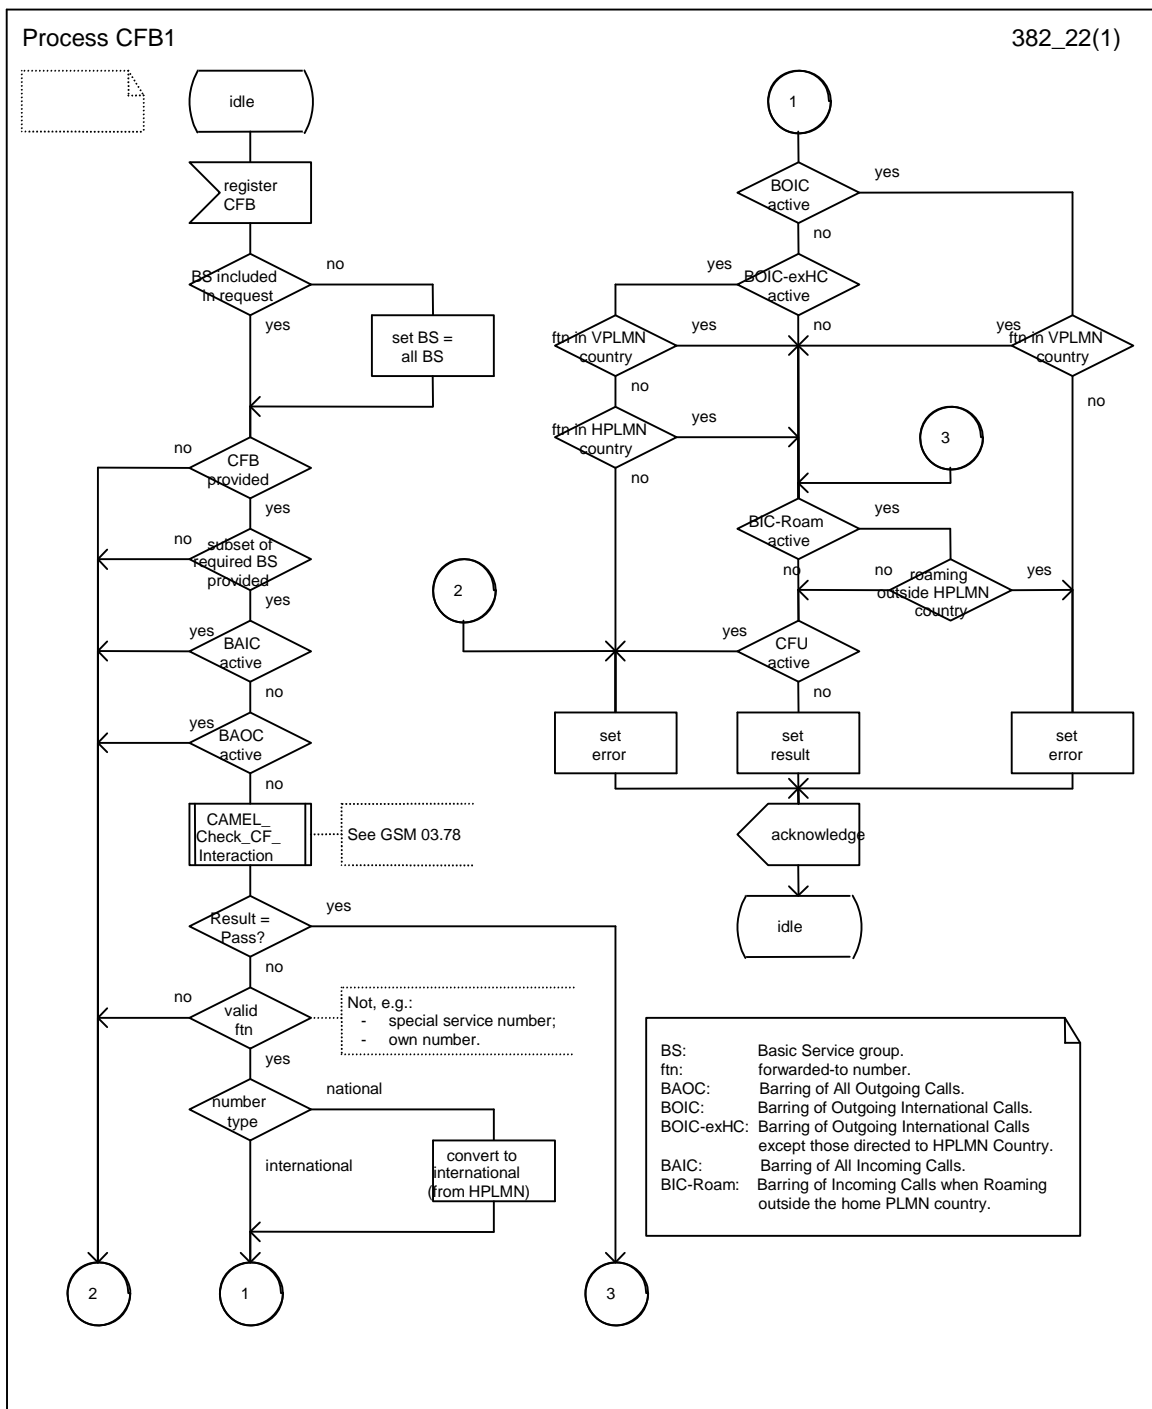 Process CFB1
382_22(1)
idle
register
CFB
BS included
in request
no
yes
set BS =
all BS
no
CFB
provided
yes
no
subset of
required BS
provided
yes
yes
BAIC
active
no
yes
BAOC
active
no
CAMEL_
Check_CF_
Interaction
See GSM 03.78
Result =
Pass?
yes
no
no
valid
ftn
Not, e.g.:
- special service number;
- own number.
yes
number
type
national
international
convert to
international
(from HPLMN)
2
1
3
1
BOIC
active
yes
no
yes
BOIC-exHC
active
no
ftn in VPLMN
country
yes
no
yes
ftn in VPLMN
country
no
ftn in HPLMN
country
yes
no
3
BIC-Roam
active
yes
no
no
roaming
outside HPLMN
country
yes
2
yes
CFU
active
no
set
error
set
result
set
error
acknowledge
idle
BS: Basic Service group.
ftn: forwarded-to number.
BAOC: Barring of All Outgoing Calls.
BOIC: Barring of Outgoing International Calls.
BOIC-exHC: Barring of Outgoing International Calls
except those directed to HPLMN Country.
BAIC: Barring of All Incoming Calls.
BIC-Roam: Barring of Incoming Calls when Roaming
outside the home PLMN country.